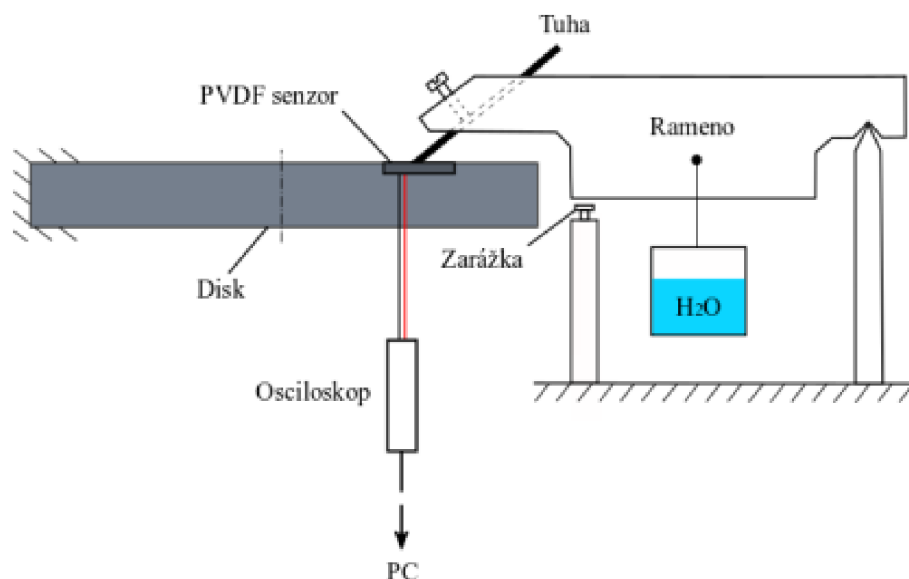 Tuha
PVDF senzor
Rameno
Zarážka
Disk
H2O
Osciloskop
PC